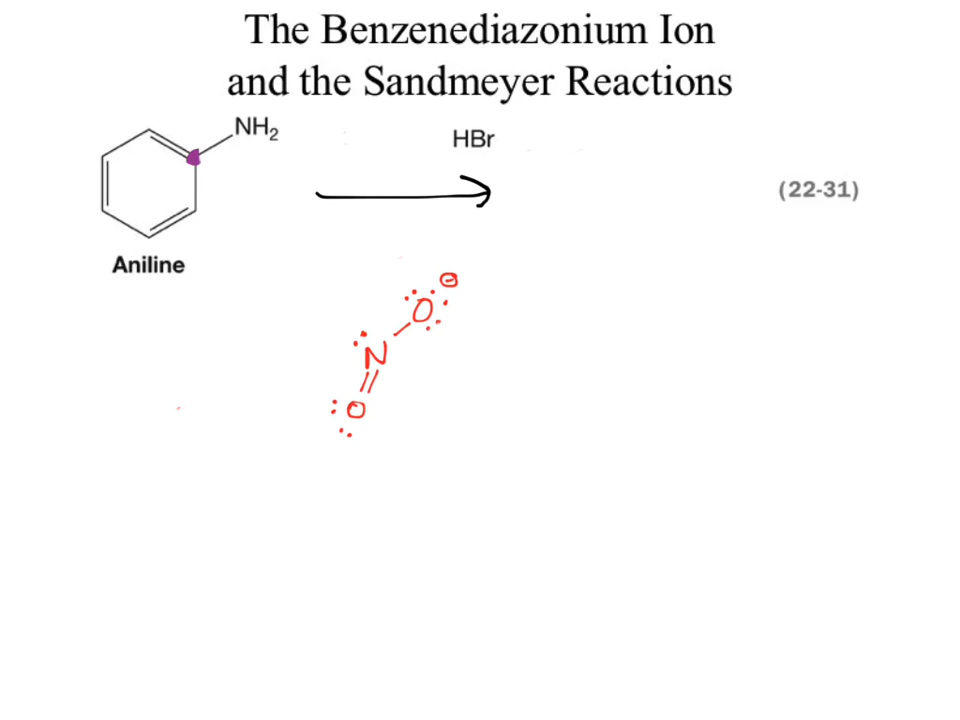 The Benzenediazonium Ion
and the Sandmeyer Reactions
NH2
HBr
(22-31)
Aniline
O ⊖
N
O